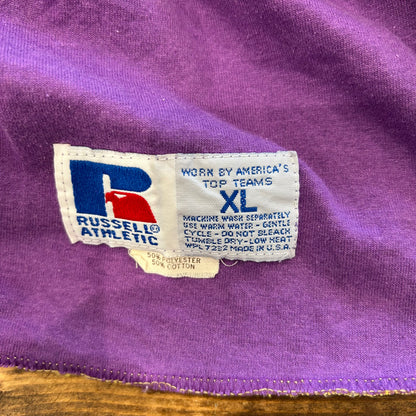 RUSSELL®
ATHLETIC
WORN BY AMERICA'S
TOP TEAMS
XL
MACHINE WASH SEPARATELY
USE WARM WATER - GENTLE
CYCLE - DO NOT BLEACH
TUMBLE DRY - LOW HEAT
WPL 7282 MADE IN U.S.A.
50% POLYESTER
50% COTTON